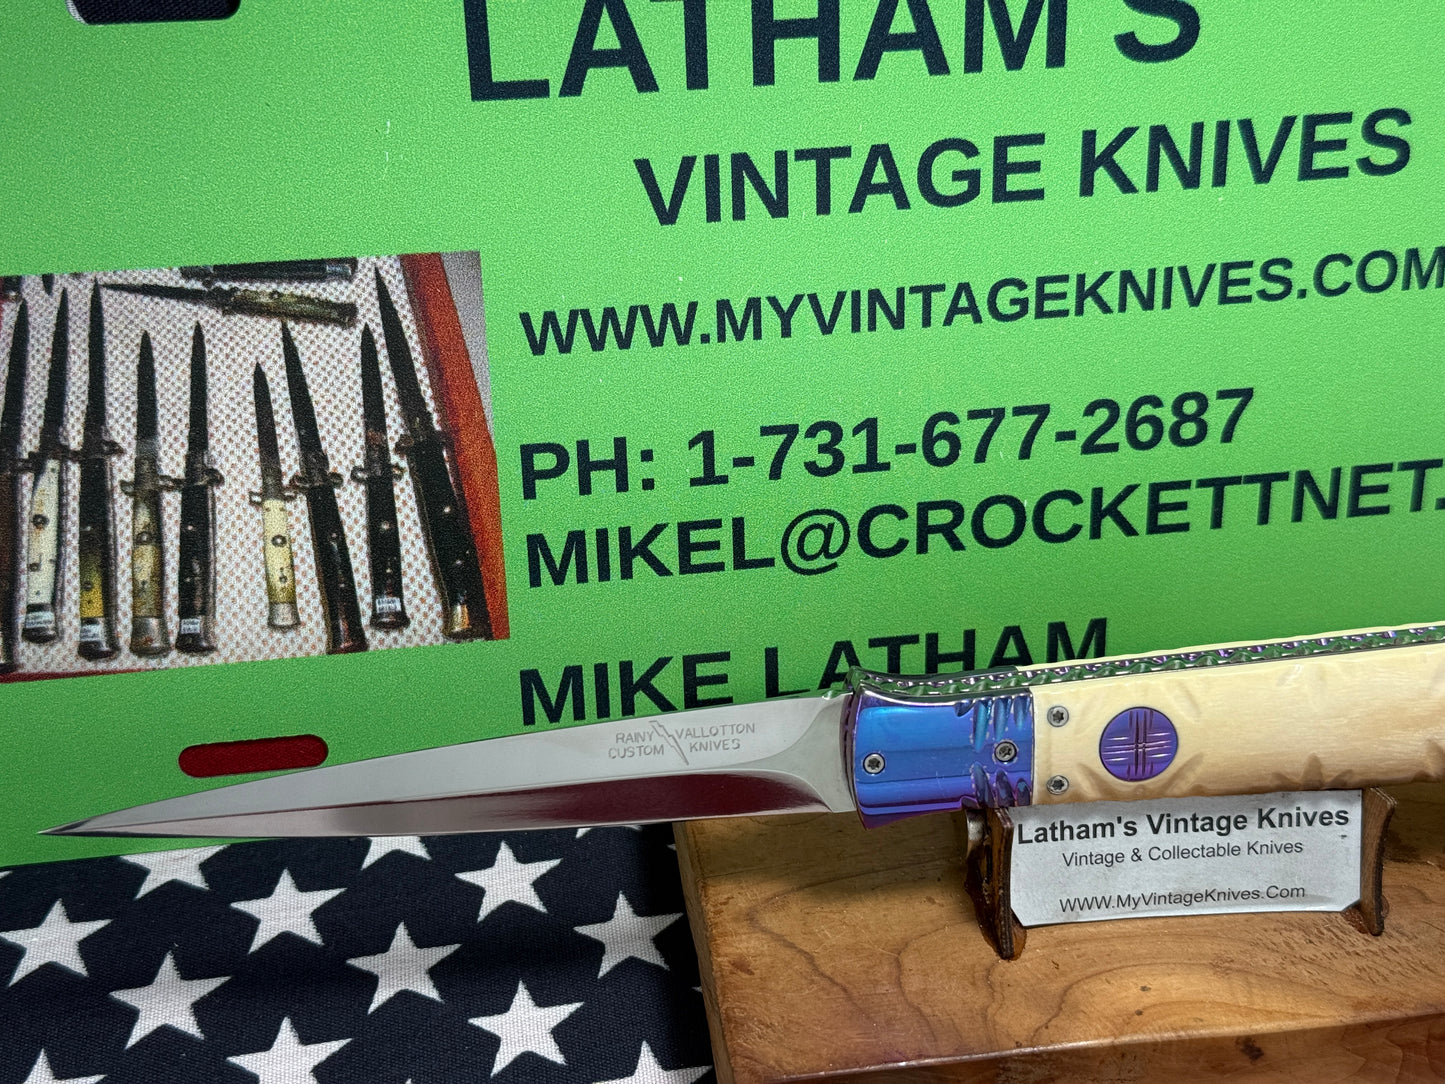 LATHAM'S
VINTAGE KNIVES
WWW.MYVINTAGEKNIVES.COM
PH: 1-731-677-2687
MIKEL@CROCKETTNET.
MIKE LATHAM
RAINY VALLOTTON
CUSTOM KNIVES
Latham's Vintage Knives
Vintage & Collectable Knives
WWW.MyVintageKnives.Com